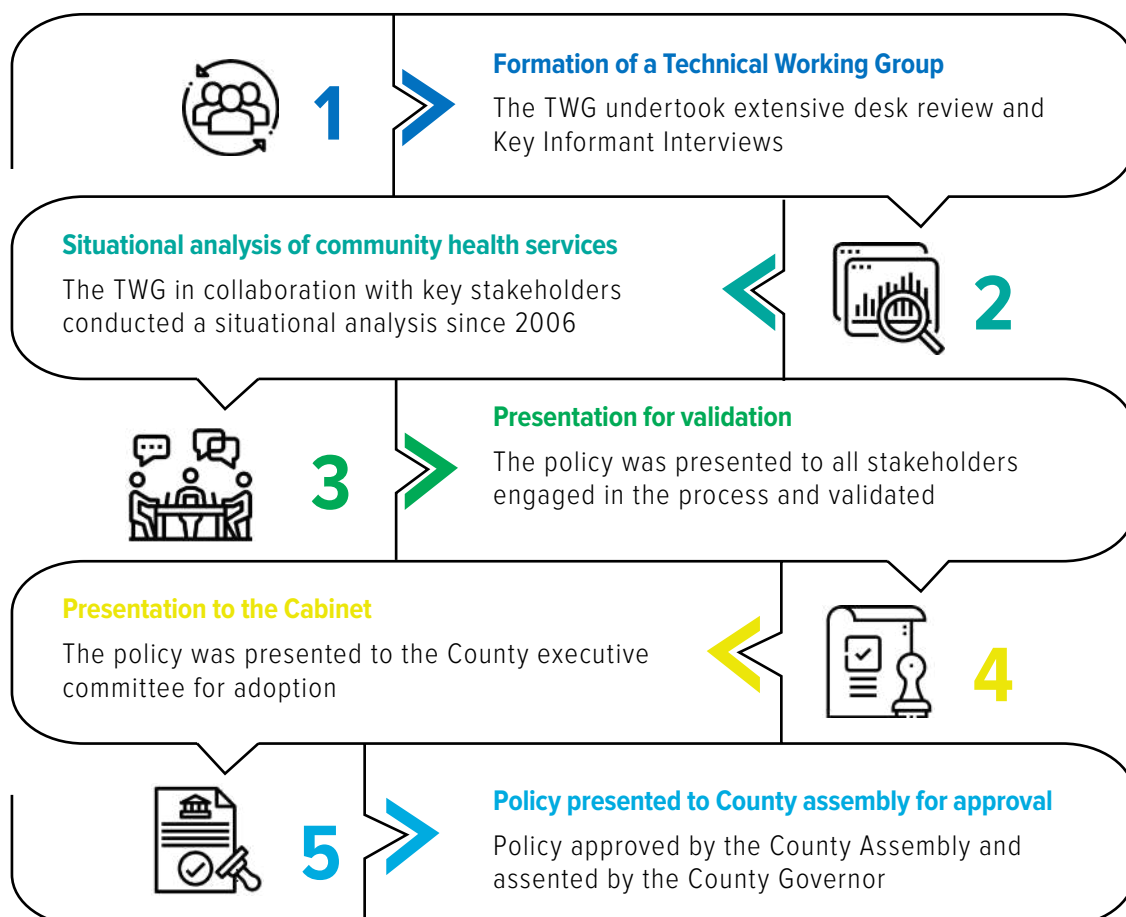 1
Formation of a Technical Working Group
The TWG undertook extensive desk review and
Key Informant Interviews
Situational analysis of community health services
The TWG in collaboration with key stakeholders
conducted a situational analysis since 2006
2
3
Presentation for validation
The policy was presented to all stakeholders
engaged in the process and validated
Presentation to the Cabinet
The policy was presented to the County executive
committee for adoption
4
5
Policy presented to County assembly for approval
Policy approved by the County Assembly and
assented by the County Governor